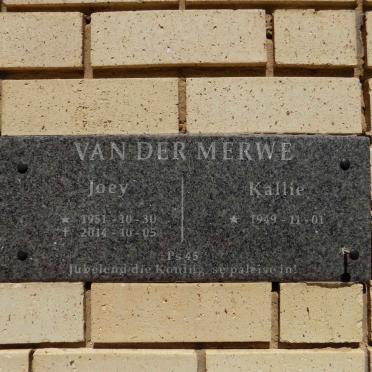 VAN DER MERWE
Joey
★ 1951-10-30
† 2014-10-05
Kallie
★ 1949-11-01
Ps 45
Jubelend die Koning se paleise in!